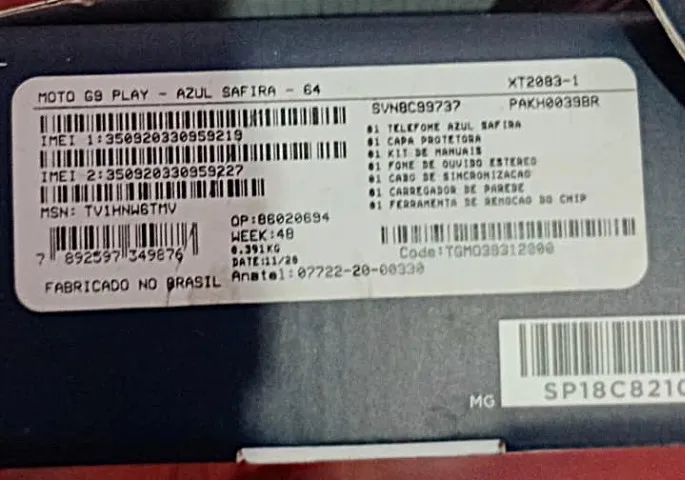 MOTO G9 PLAY - AZUL SAFIRA - 64
XT2083-1
IMEI 1:350920330959219
IMEI 2:350920330959227
MSN: TV1HNW6TMV
7 892597 349876
FABRICADO NO BRASIL
OP:86020694
WEEK:48
0.391KG
DATE:11/20
Anatel:07722-20-00330
SVN8C99737
PAKH0039BR
01 TELEFONE AZUL SAFIRA
01 CAPA PROTETORA
01 KIT DE MANUAIS
01 FONE DE OUVIDO ESTEREO
01 CABO DE SINCRONIZACAO
01 CARREGADOR DE PAREDE
01 FERRAMENTA DE REMOCAO DO CHIP
Code:
MG
SP18C821